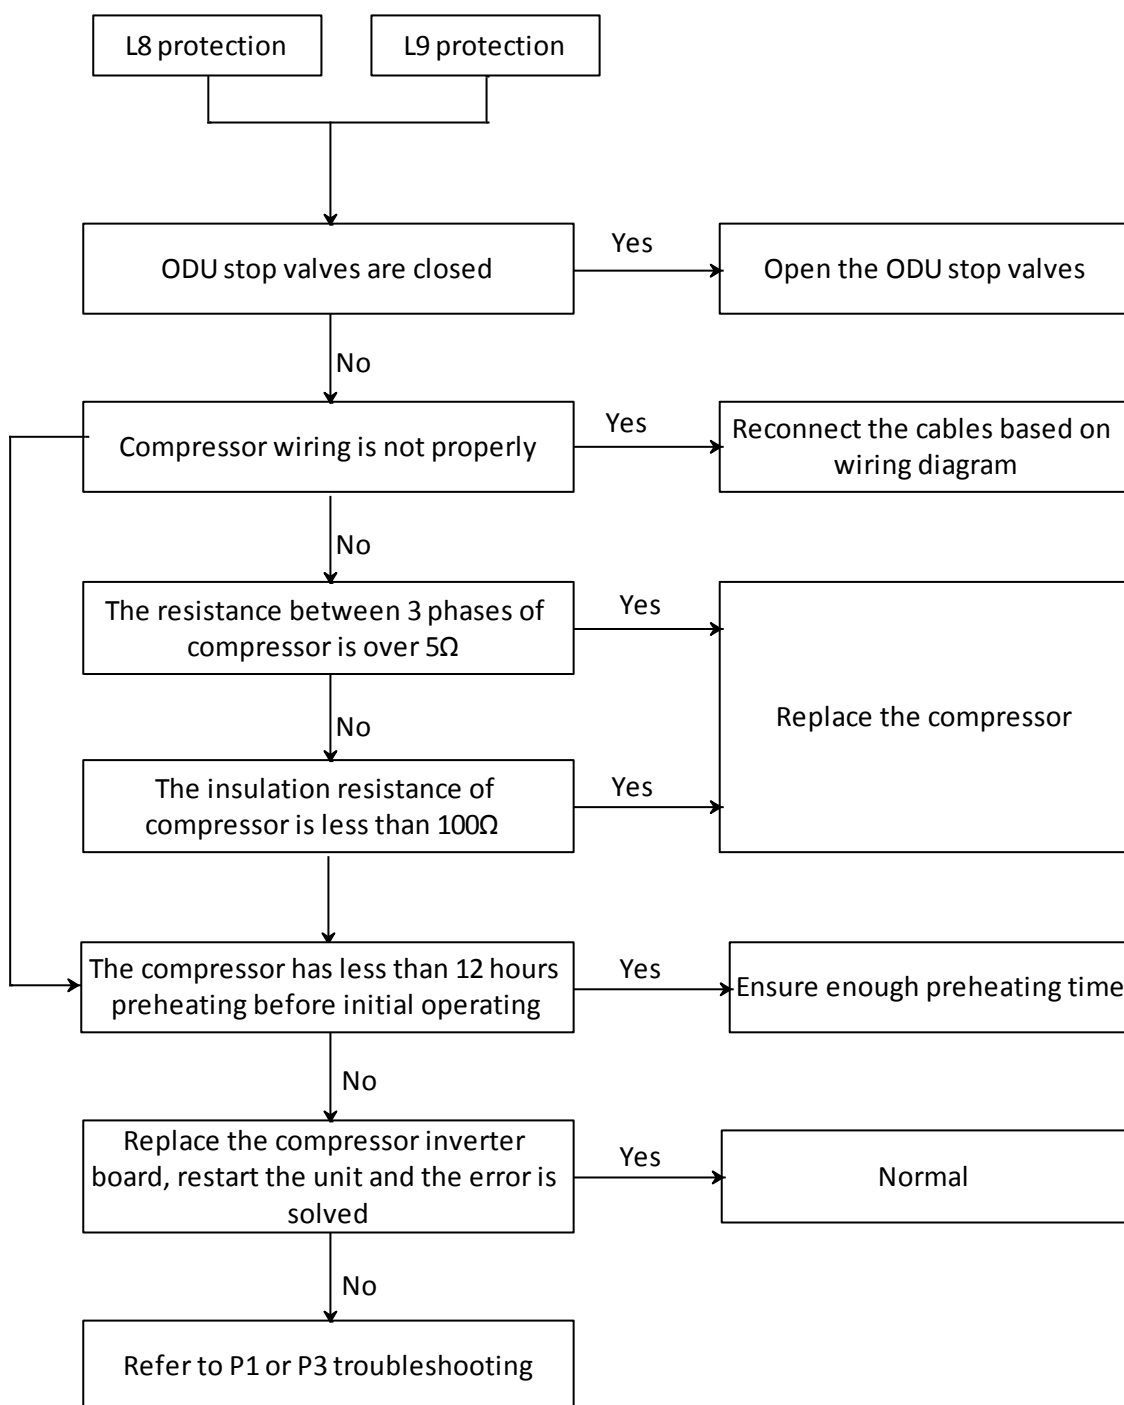 L8 protection
L9 protection
ODU stop valves are closed
Yes
Open the ODU stop valves
No
Compressor wiring is not properly
Yes
Reconnect the cables based on
wiring diagram
No
The resistance between 3 phases of
compressor is over 5Ω
Yes
Replace the compressor
No
The insulation resistance of
compressor is less than 100Ω
Yes
The compressor has less than 12 hours
preheating before initial operating
Yes
Ensure enough preheating time
No
Replace the compressor inverter
board, restart the unit and the error is
solved
Yes
Normal
No
Refer to P1 or P3 troubleshooting